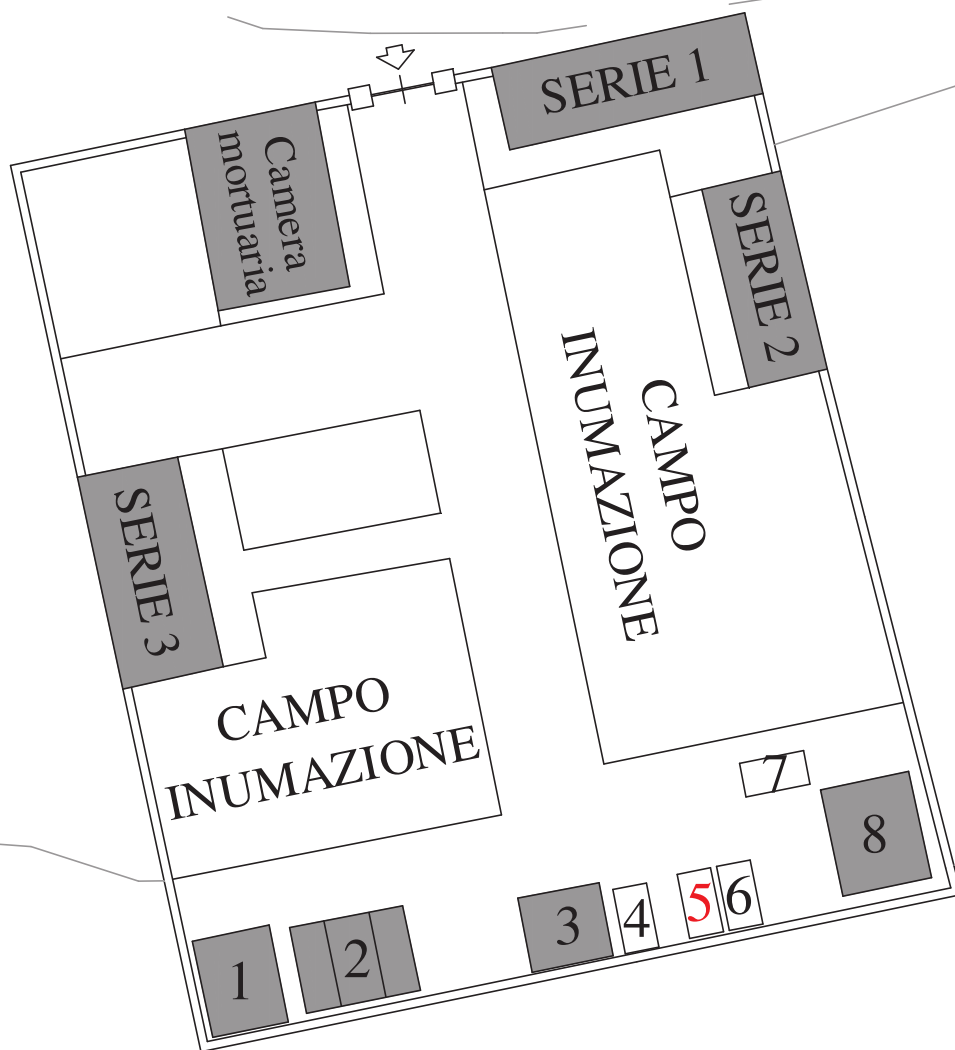 SERIE 1
Camera
mortuaria
SERIE 2
CAMPO
INUMAZIONE
SERIE 3
CAMPO
INUMAZIONE
7
8
1
2
3
4
5
6